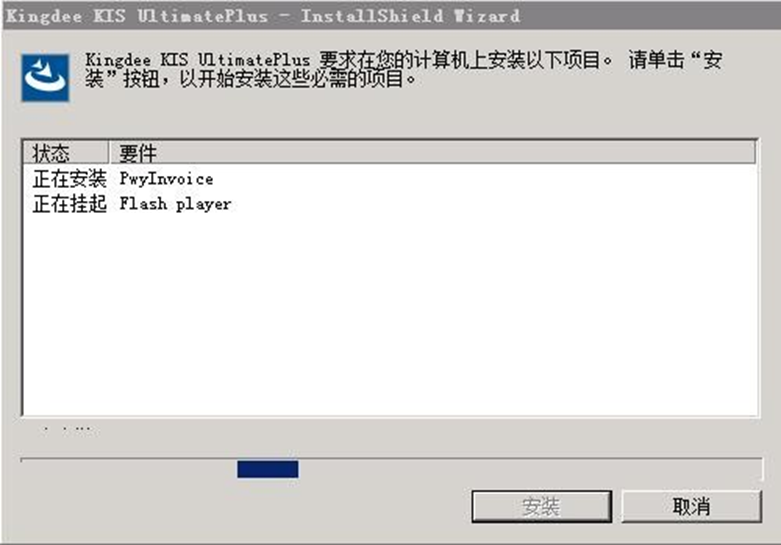 Kingdee KIS UltimatePlus - InstallShield Wizard
Kingdee KIS UltimatePlus 要求在您的计算机上安装以下项目。 请单击“安
装”按钮，以开始安装这些必需的项目。
状态 要件
正在安装 PwyInvoice
正在挂起 Flash player
安装 取消